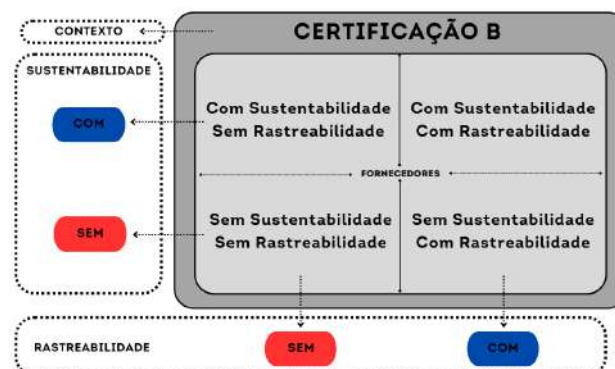 CONTEXTO
CERTIFICAÇÃO B
SUSTENTABILIDADE
COM
SEM
Com Sustentabilidade
Sem Rastreabilidade
Com Sustentabilidade
Com Rastreabilidade
FORNECEDORES
Sem Sustentabilidade
Sem Rastreabilidade
Sem Sustentabilidade
Com Rastreabilidade
RASTREABILIDADE
SEM
COM